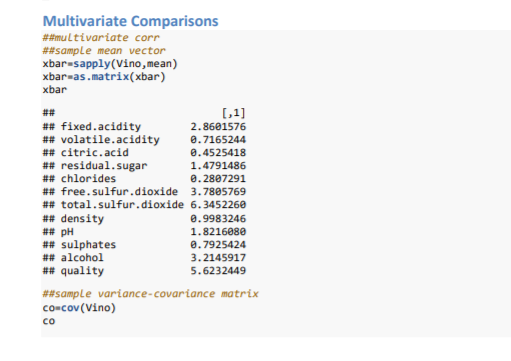 Multivariate Comparisons
##multivariate corr
##sample mean vector
xbar=sapply(Vino,mean)
xbar=as.matrix(xbar)
xbar
## [,1]
## fixed.acidity 2.8601576
## volatile.acidity 0.7165244
## citric.acid 0.4525418
## residual.sugar 1.4791486
## chlorides 0.2807291
## free.sulfur.dioxide 3.7805769
## total.sulfur.dioxide 6.3452260
## density 0.9983246
## pH 1.8216080
## sulphates 0.7925424
## alcohol 3.2145917
## quality 5.6232449
##sample variance-covariance matrix
co=cov(Vino)
co